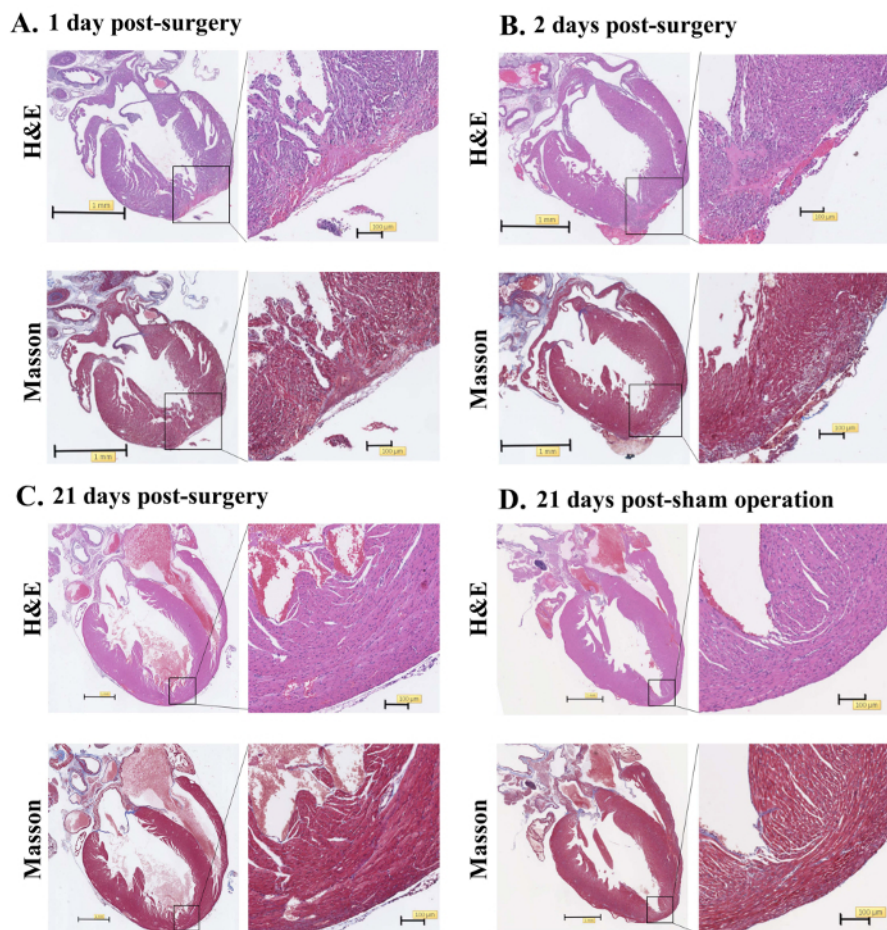 A. 1 day post-surgery
B. 2 days post-surgery
H&E
1 mm
100 μm
1 mm
100 μm
Masson
1 mm
100 μm
1 mm
100 μm
C. 21 days post-surgery
D. 21 days post-sham operation
H&E
100 μm
100 μm
Masson
100 μm
100 μm